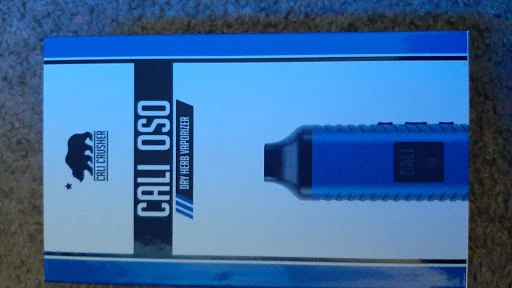 CALI CRUSHER
CALI OSO
DRY HERB VAPORIZER
CALI